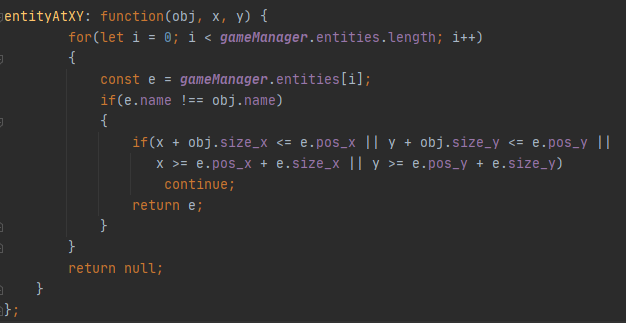 entityAtXY: function(obj, x, y) {
for(let i = 0; i < gameManager.entities.length; i++)
{
const e = gameManager.entities[i];
if(e.name !== obj.name)
{
if(x + obj.size_x <= e.pos_x || y + obj.size_y <= e.pos_y ||
x >= e.pos_x + e.size_x || y >= e.pos_y + e.size_y)
continue;
return e;
}
}
return null;
}
};